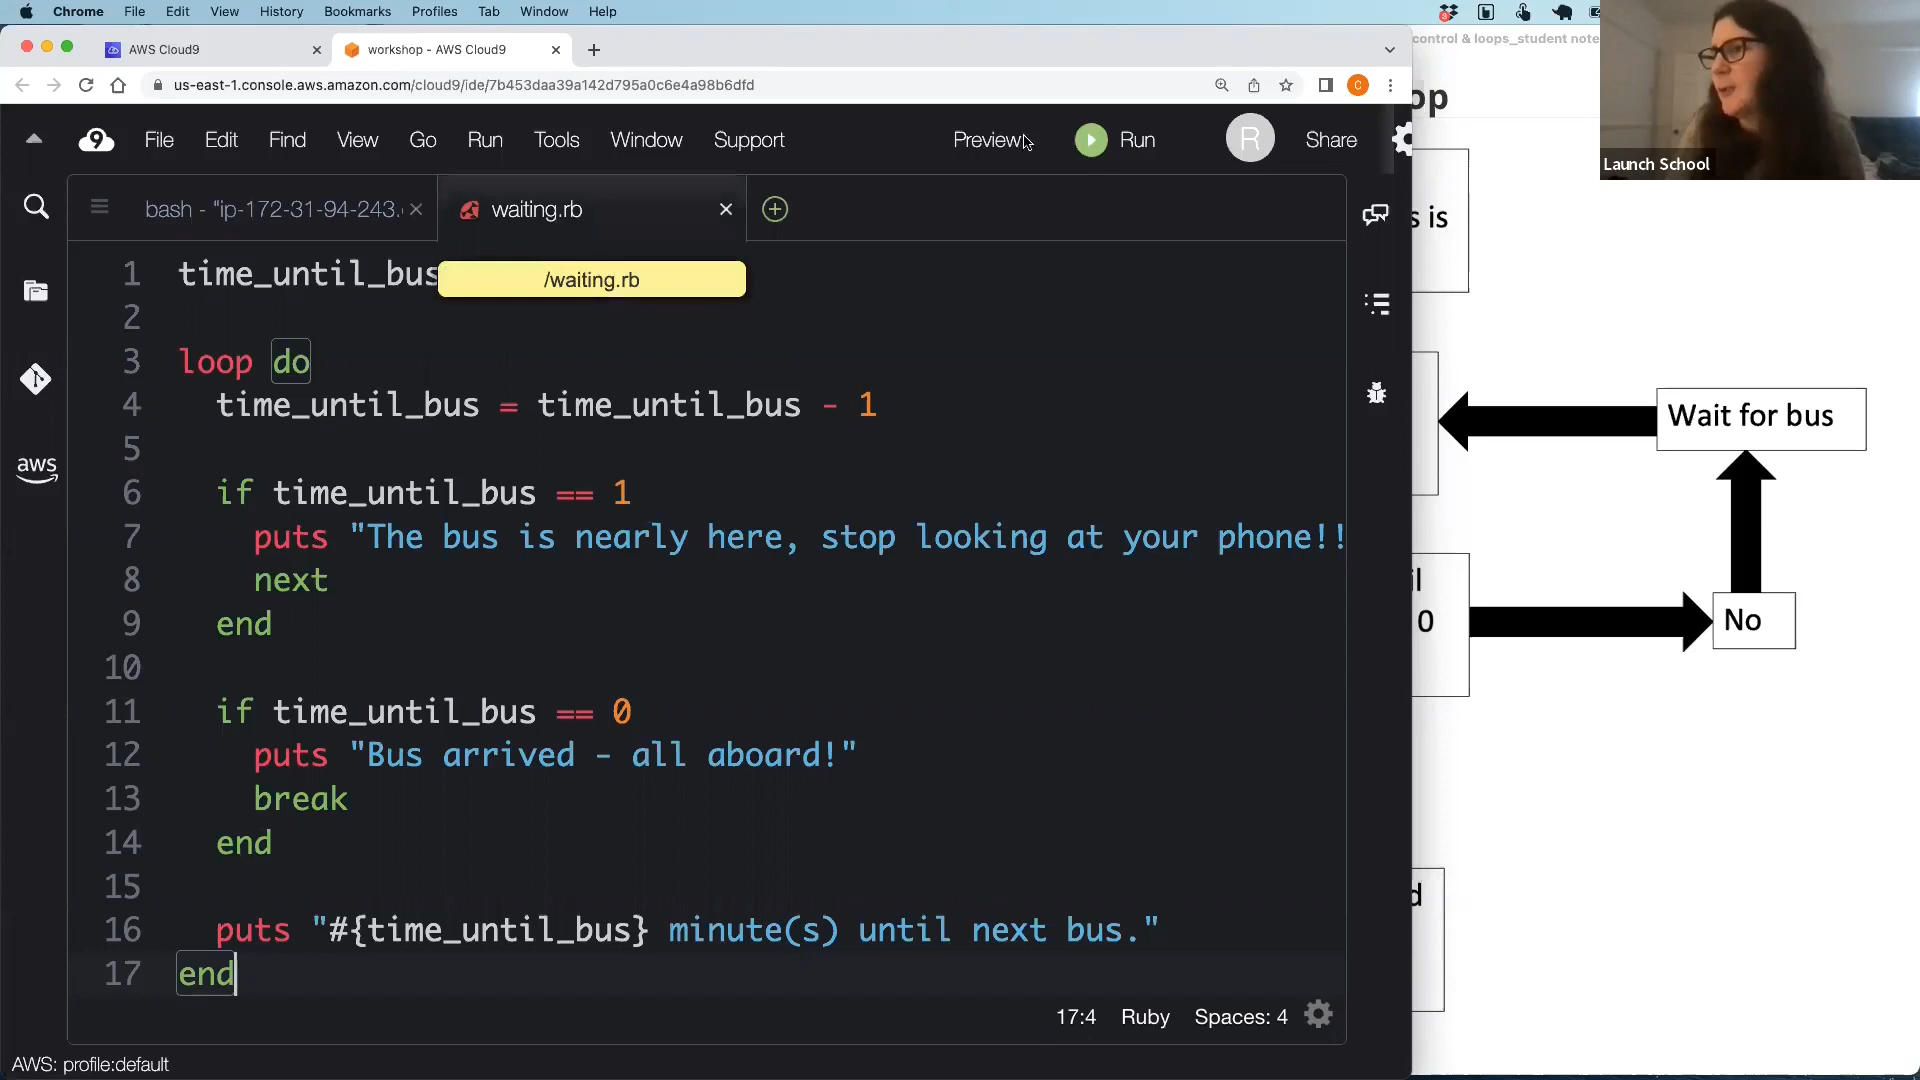 Chrome File Edit View History Bookmarks Profiles Tab Window Help
3
AWS Cloud9
workshop - AWS Cloud9
control & loops_student note
us-east-1.console.aws.amazon.com/cloud9/ide/7b453daa39a142d795a0c6e4a98b6dfd
C
op
9 File Edit Find View Go Run Tools Window Support Preview Run R Share
Launch School
bash - "ip-172-31-94-243.
waiting.rb
s is
/waiting.rb
1 time_until_bus
2
3 loop do
4 time_until_bus = time_until_bus - 1
5
6 if time_until_bus == 1
7 puts "The bus is nearly here, stop looking at your phone!!
8 next
9 end
10
11 if time_until_bus == 0
12 puts "Bus arrived - all aboard!"
13 break
14 end
15
16 puts "#{time_until_bus} minute(s) until next bus."
17 end
aws
Wait for bus
il
0
No
d
17:4 Ruby Spaces: 4
AWS: profile:default